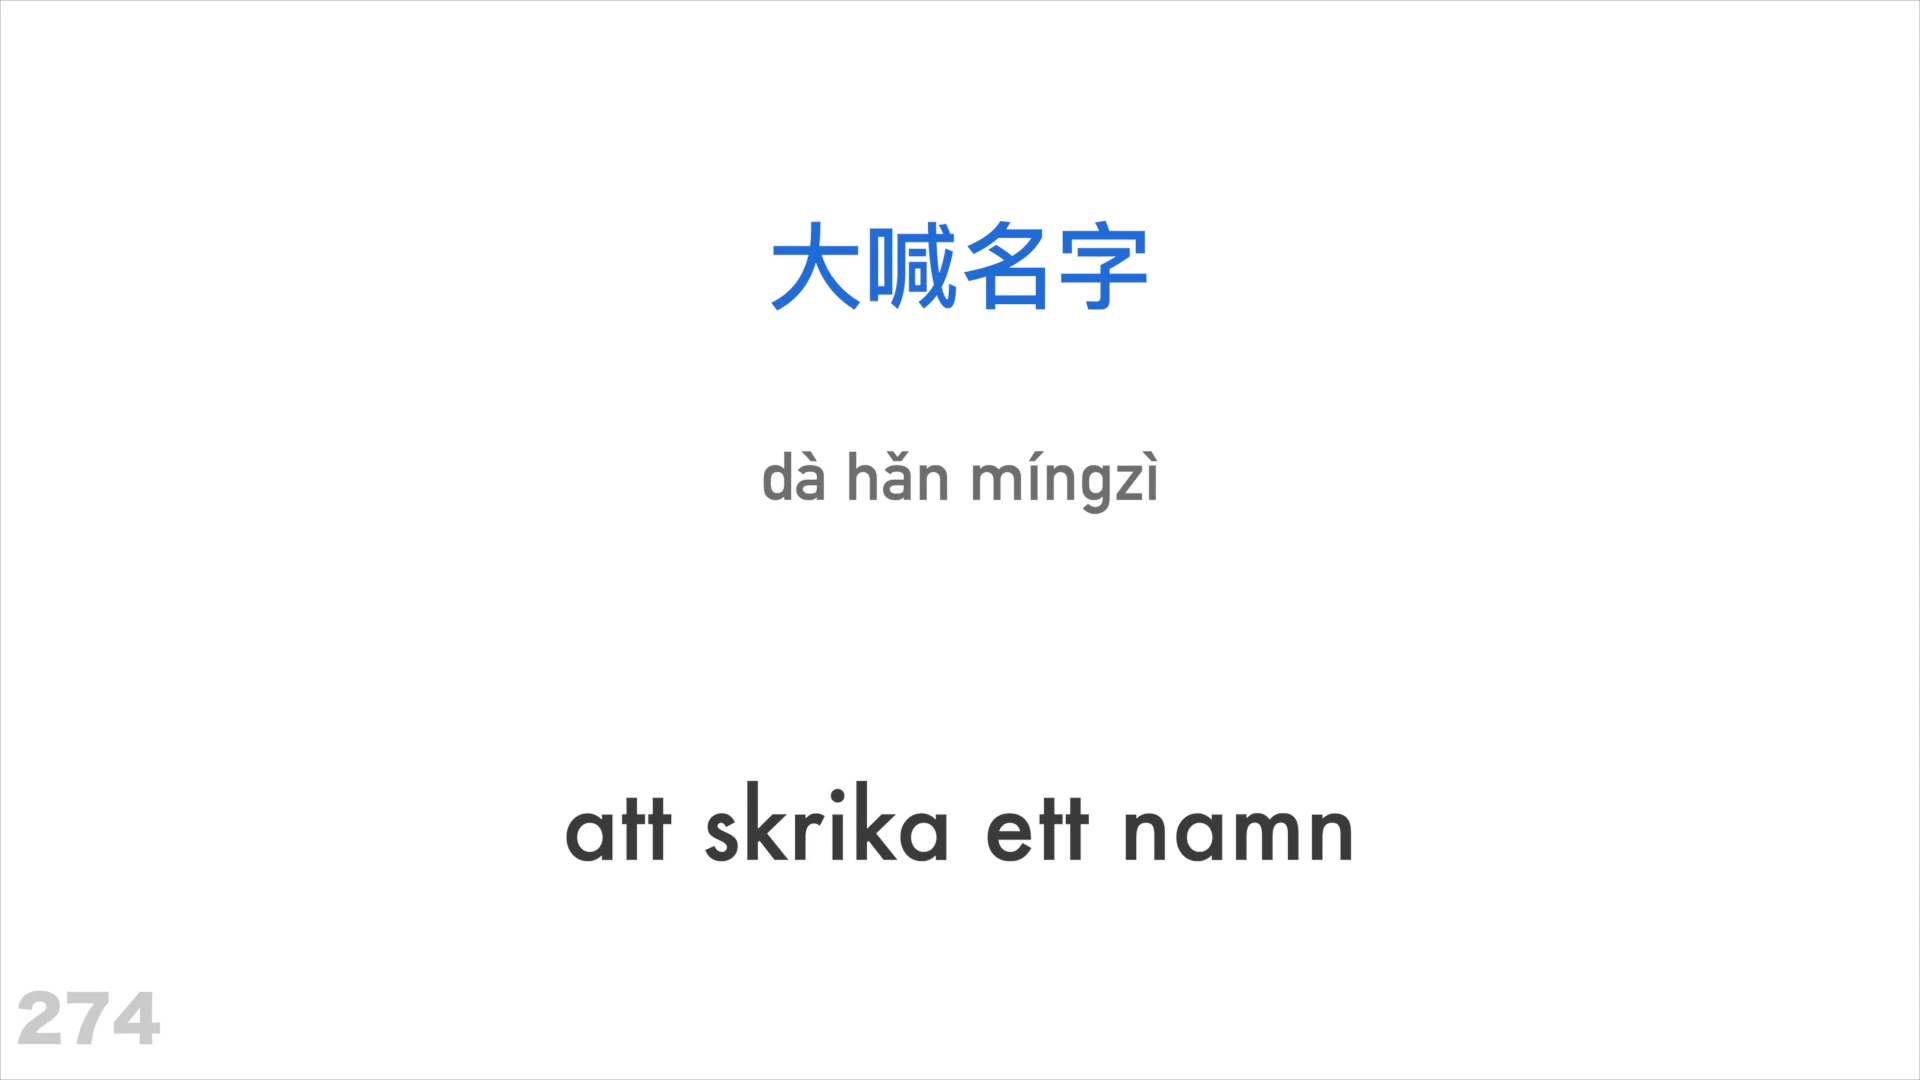 大喊名字
dà hǎn míngzì
att skrika ett namn
274